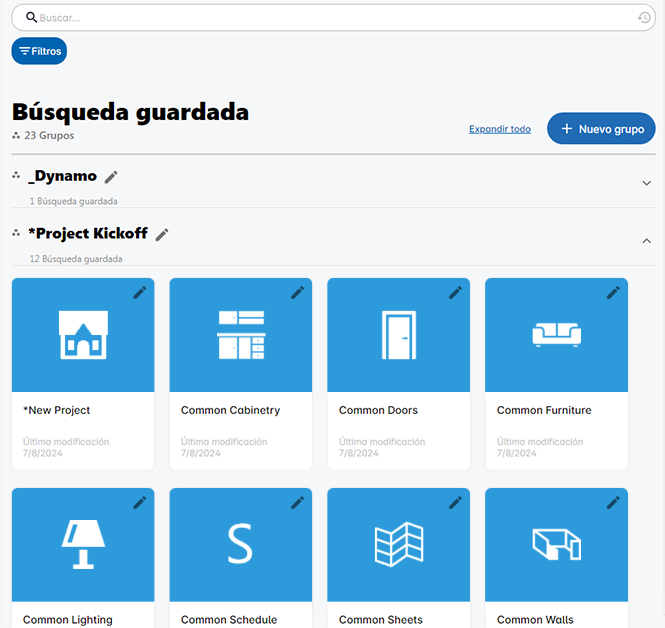 Buscar...
Filtros
Búsqueda guardada
23 Grupos
Expandir todo
+ Nuevo grupo
_Dynamo
1 Búsqueda guardada
*Project Kickoff
12 Búsqueda guardada
*New Project
Última modificación
7/8/2024
Common Cabinetry
Última modificación
7/8/2024
Common Doors
Última modificación
7/8/2024
Common Furniture
Última modificación
7/8/2024
S
Common Lighting
Common Schedule
Common Sheets
Common Walls